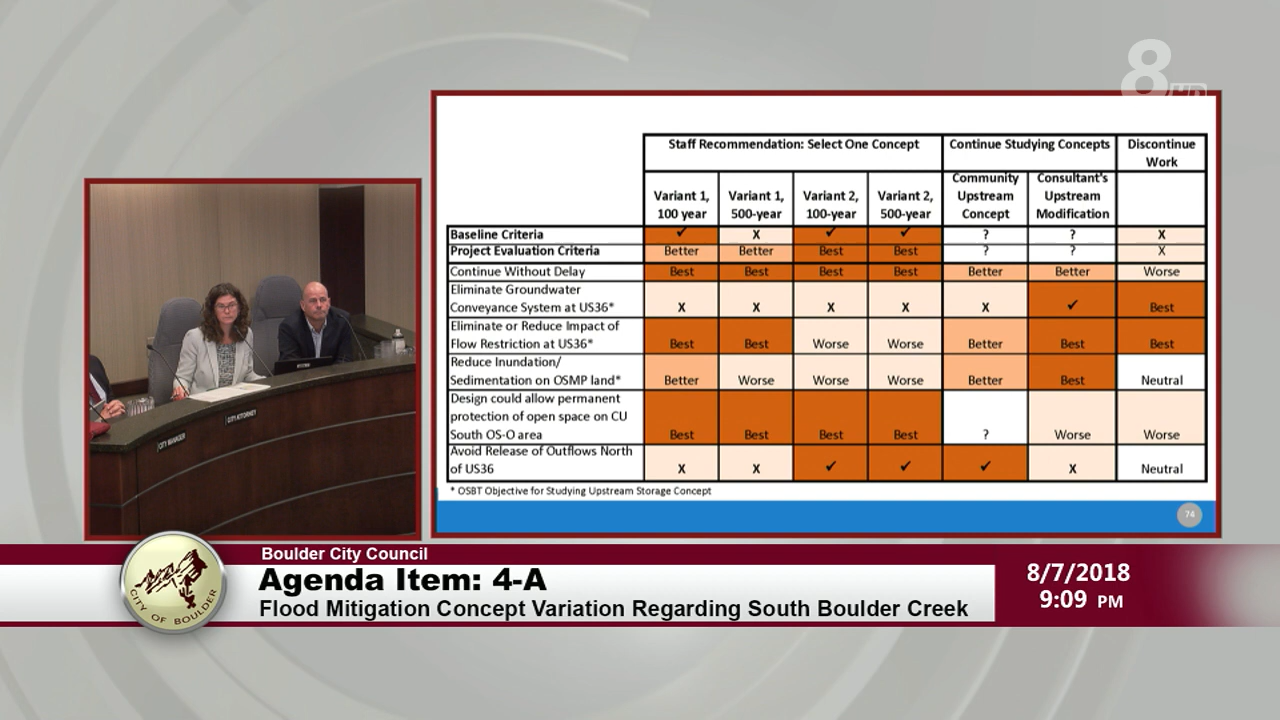 8
HD
Staff Recommendation: Select One Concept
Continue Studying Concepts
Discontinue
Work
Variant 1,
100 year
Variant 1,
500-year
Variant 2,
100-year
Variant 2,
500-year
Community
Upstream
Concept
Consultant's
Upstream
Modification
Baseline Criteria ✓ X ✓ ✓ ? ? X
Project Evaluation Criteria Better Better Best Best ? ? X
Continue Without Delay Best Best Best Best Better Better Worse
Eliminate Groundwater
Conveyance System at US36* X X X X X ✓ Best
Eliminate or Reduce Impact of
Flow Restriction at US36* Best Best Worse Worse Better Best Best
Reduce Inundation/
Sedimentation on OSMP land* Better Worse Worse Worse Better Best Neutral
Design could allow permanent
protection of open space on CU
South OS-O area Best Best Best Best ? Worse Worse
Avoid Release of Outflows North
of US36 X X ✓ ✓ ✓ X Neutral
* OSBT Objective for Studying Upstream Storage Concept
74
CITY MANAGER
CITY ATTORNEY
CITY OF BOULDER
Boulder City Council
Agenda Item: 4-A
Flood Mitigation Concept Variation Regarding South Boulder Creek
8/7/2018
9:09 PM